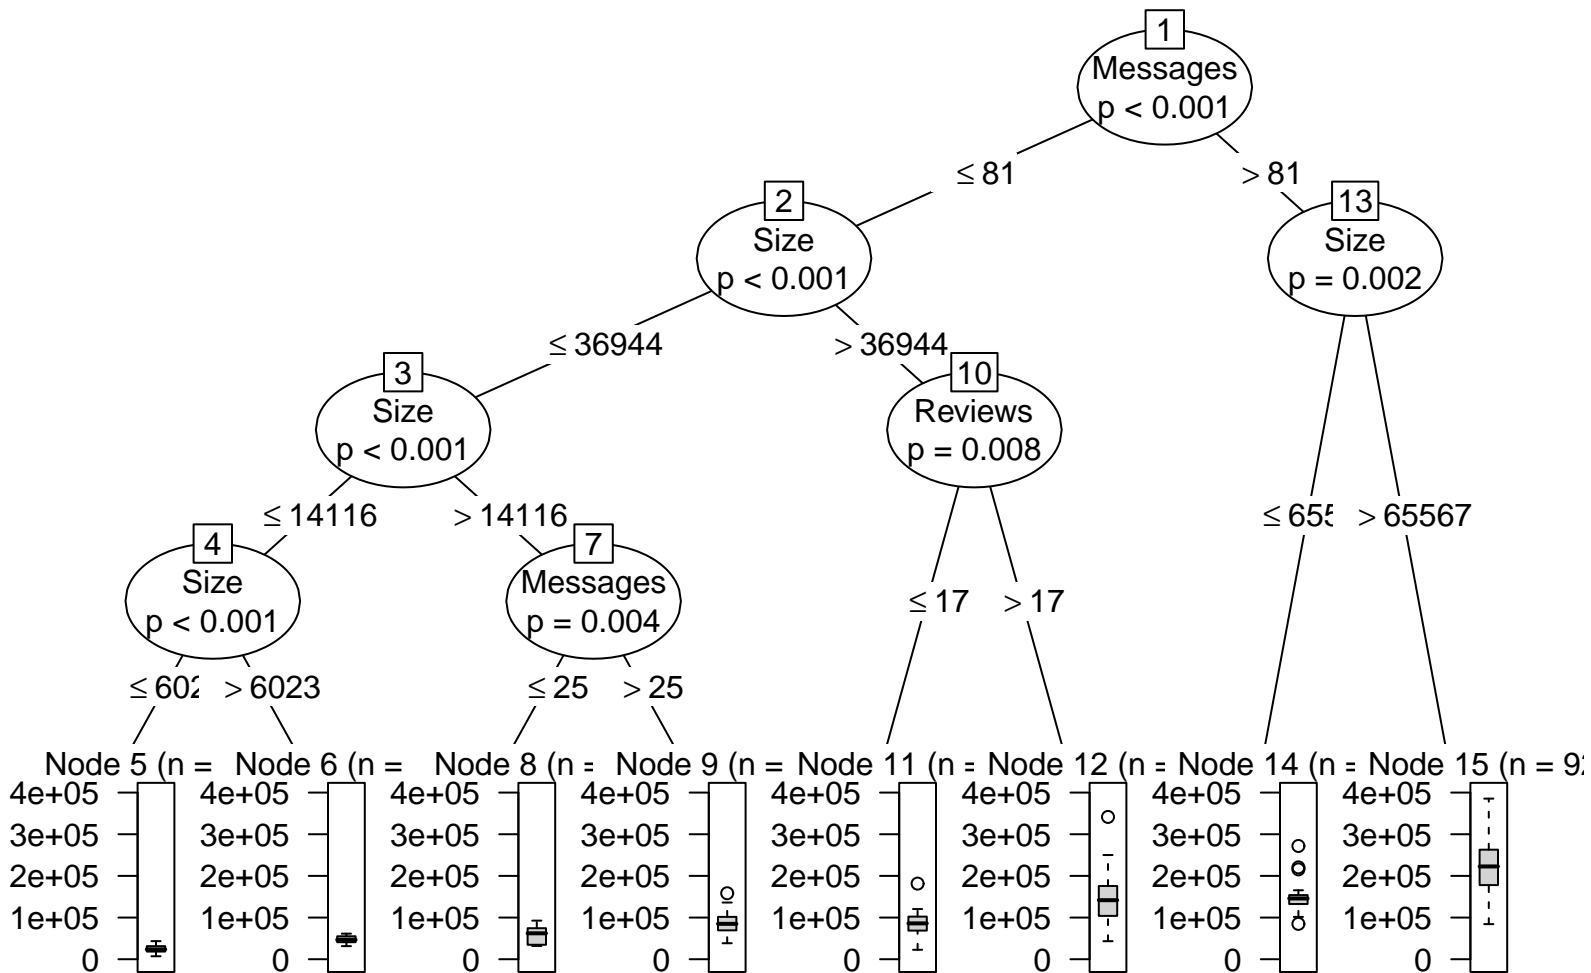 1
Messages
p < 0.001
≤ 81
> 81
2
Size
p < 0.001
13
Size
p = 0.002
≤ 36944
> 36944
3
Size
p < 0.001
10
Reviews
p = 0.008
≤ 14116
> 14116
≤ 655
> 65567
4
Size
p < 0.001
7
Messages
p = 0.004
≤ 17
> 17
≤ 602
> 6023
≤ 25
> 25
Node 5 (n =
Node 6 (n =
Node 8 (n =
Node 9 (n =
Node 11 (n =
Node 12 (n =
Node 14 (n =
Node 15 (n = 92
4e+05
3e+05
2e+05
1e+05
0
4e+05
3e+05
2e+05
1e+05
0
4e+05
3e+05
2e+05
1e+05
0
4e+05
3e+05
2e+05
1e+05
0
4e+05
3e+05
2e+05
1e+05
0
4e+05
3e+05
2e+05
1e+05
0
4e+05
3e+05
2e+05
1e+05
0
4e+05
3e+05
2e+05
1e+05
0